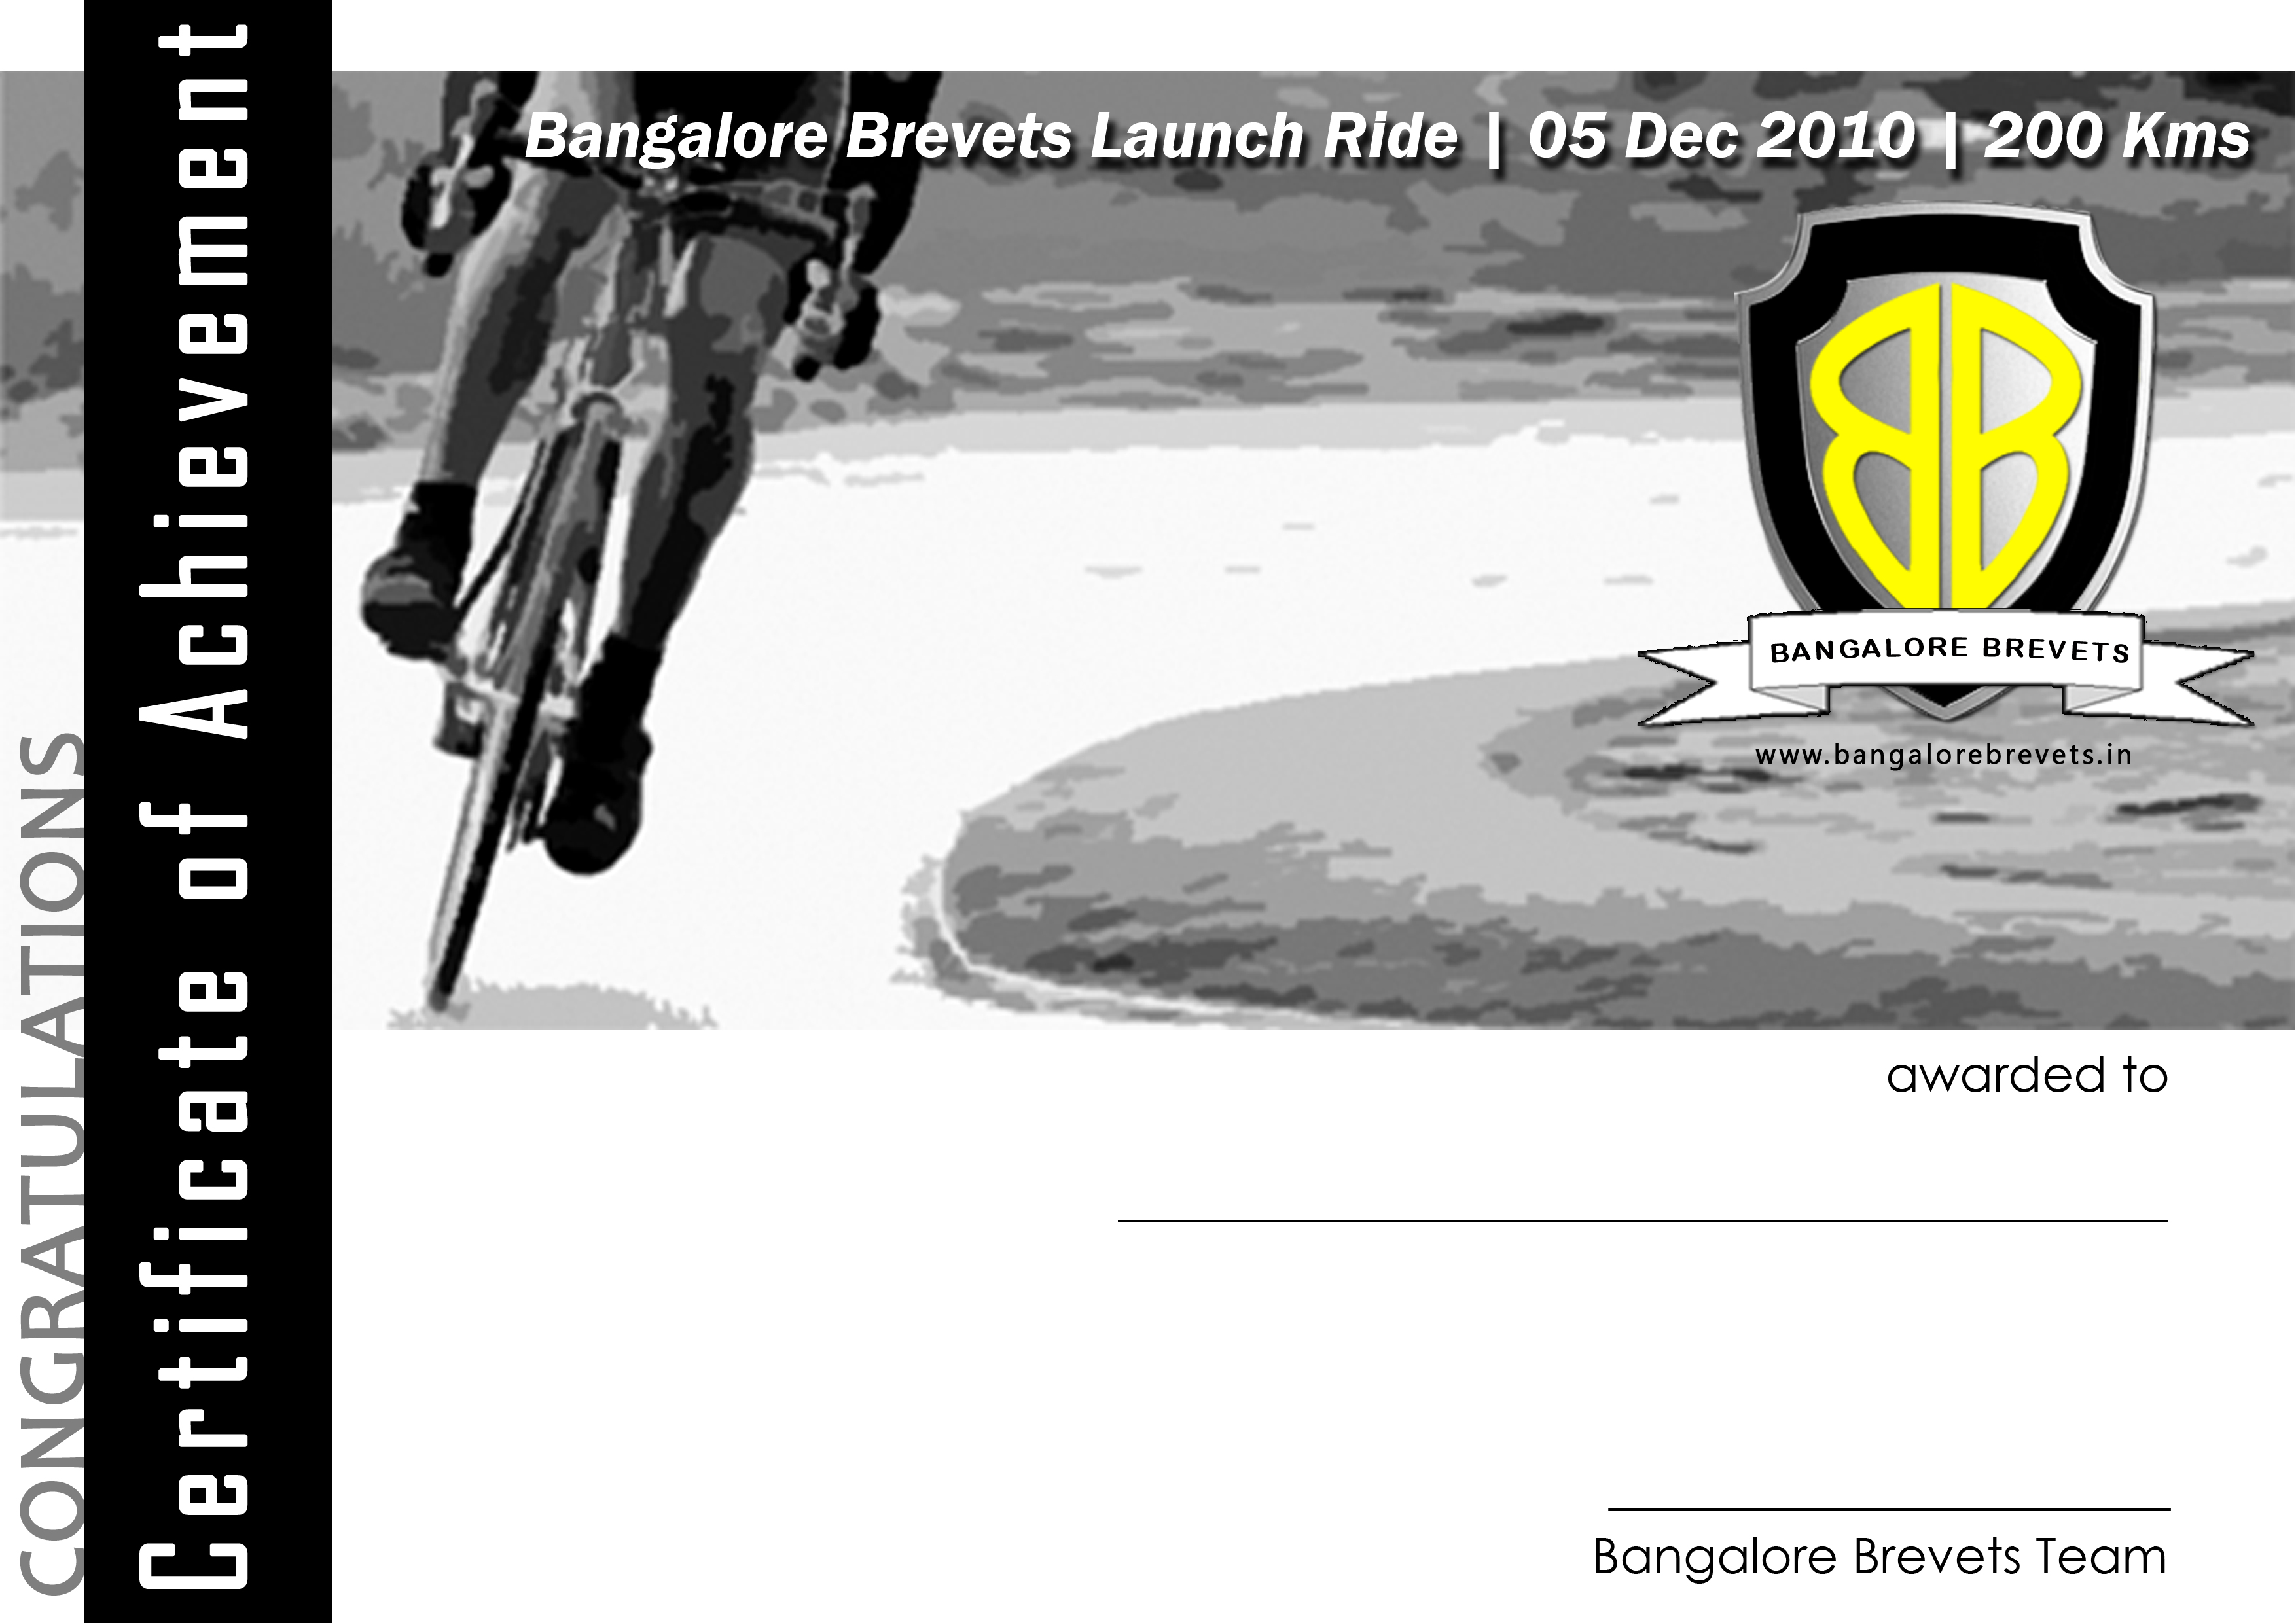 CONGRATULATIONS
Certificate of Achievement
Bangalore Brevets Launch Ride | 05 Dec 2010 | 200 Kms
BB
BANGALORE BREVETS
www.bangalorebrevets.in
awarded to
Bangalore Brevets Team